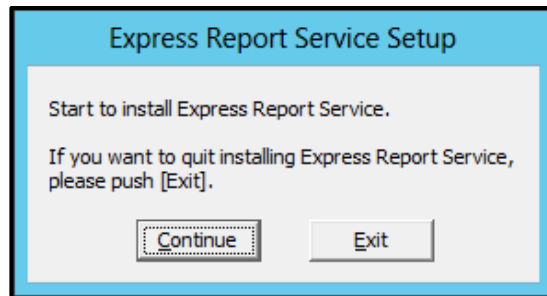 Express Report Service Setup
Start to install Express Report Service.
If you want to quit installing Express Report Service,
please push [Exit].
Continue
Exit